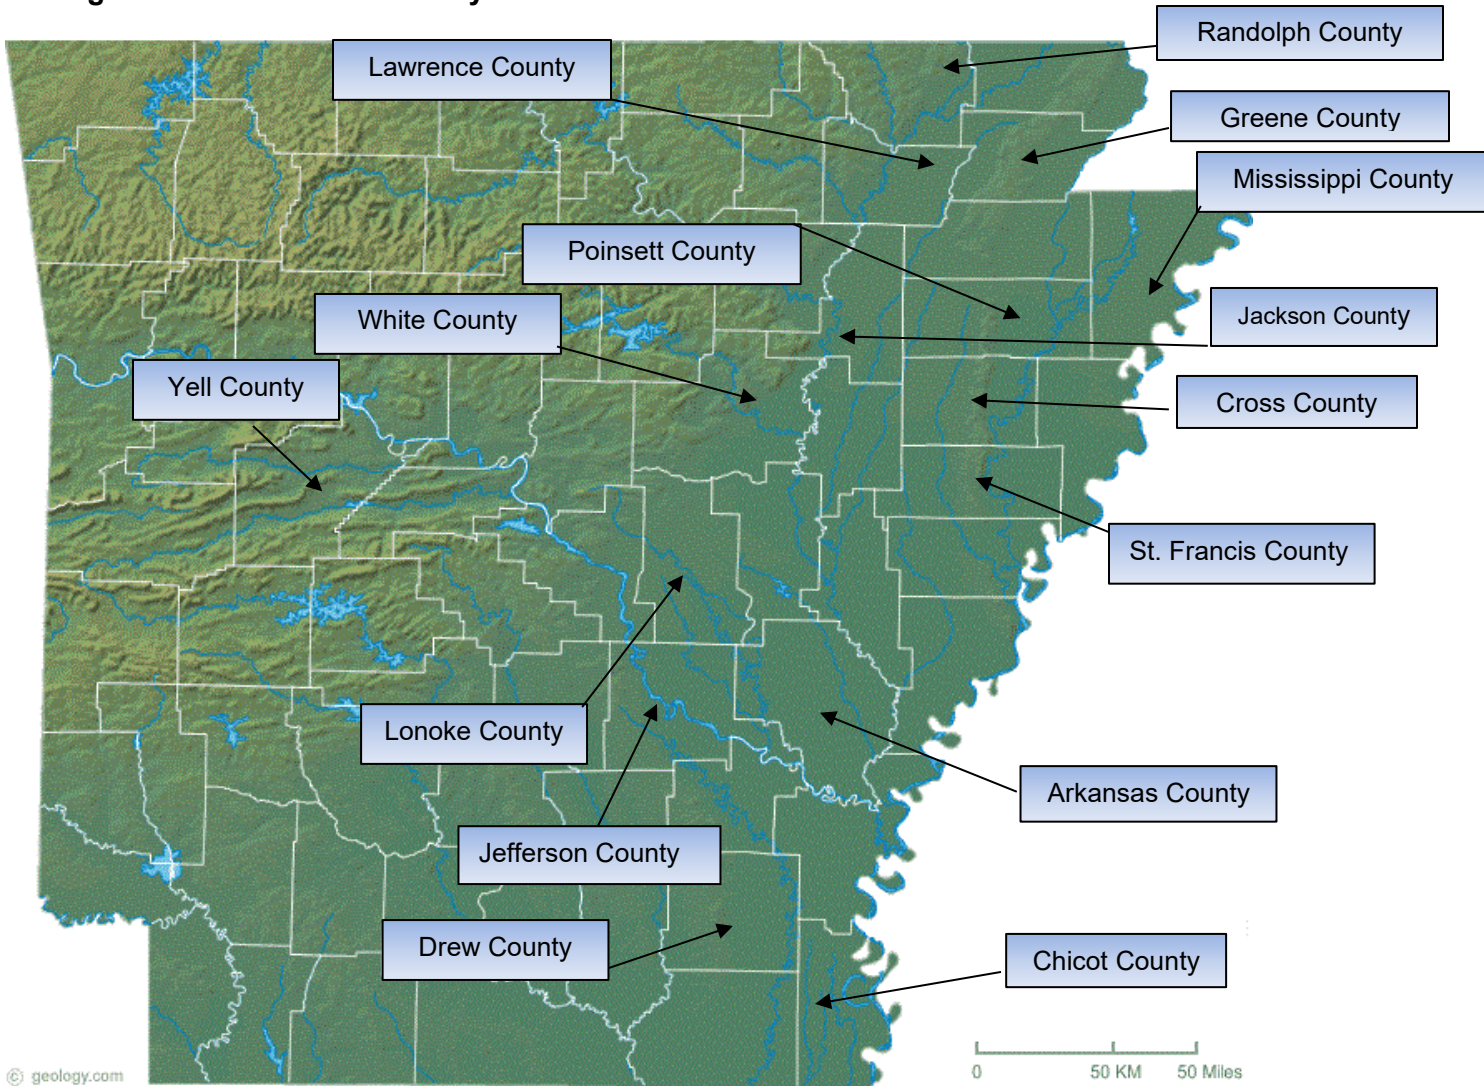 Randolph County
Lawrence County
Greene County
Mississippi County
Poinsett County
White County
Jackson County
Yell County
Cross County
St. Francis County
Lonoke County
Arkansas County
Jefferson County
Drew County
Chicot County
0 50 KM 50 Miles
© geology.com